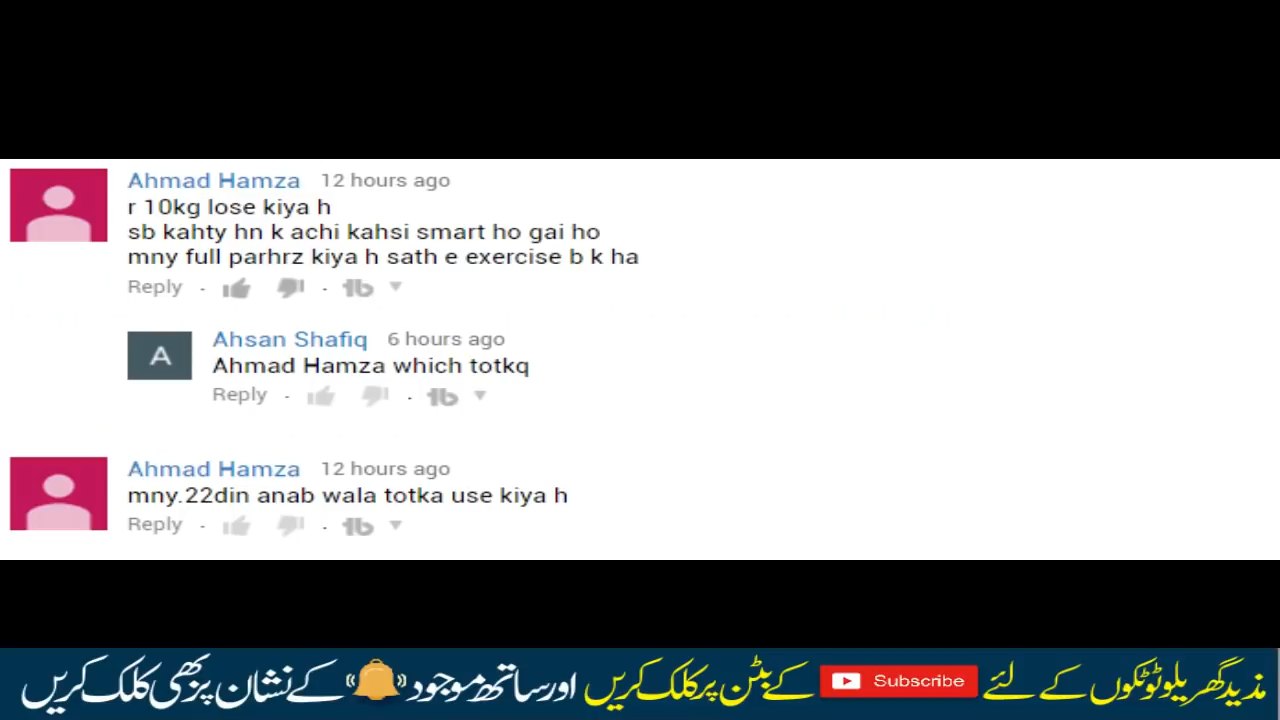 Ahmad Hamza 12 hours ago
r 10kg lose kiya h
sb kahty hn k achi kahsi smart ho gai ho
mny full parhrz kiya h sath e exercise b k ha
Reply
A
Ahsan Shafiq 6 hours ago
Ahmad Hamza which totkq
Reply
Ahmad Hamza 12 hours ago
mny.22din anab wala totka use kiya h
Reply
مذید گھریلو ٹوٹکوں کے لئے Subscribe کے بٹن پر کلک کریں اور ساتھ موجود کے نشان پر بھی کلک کریں